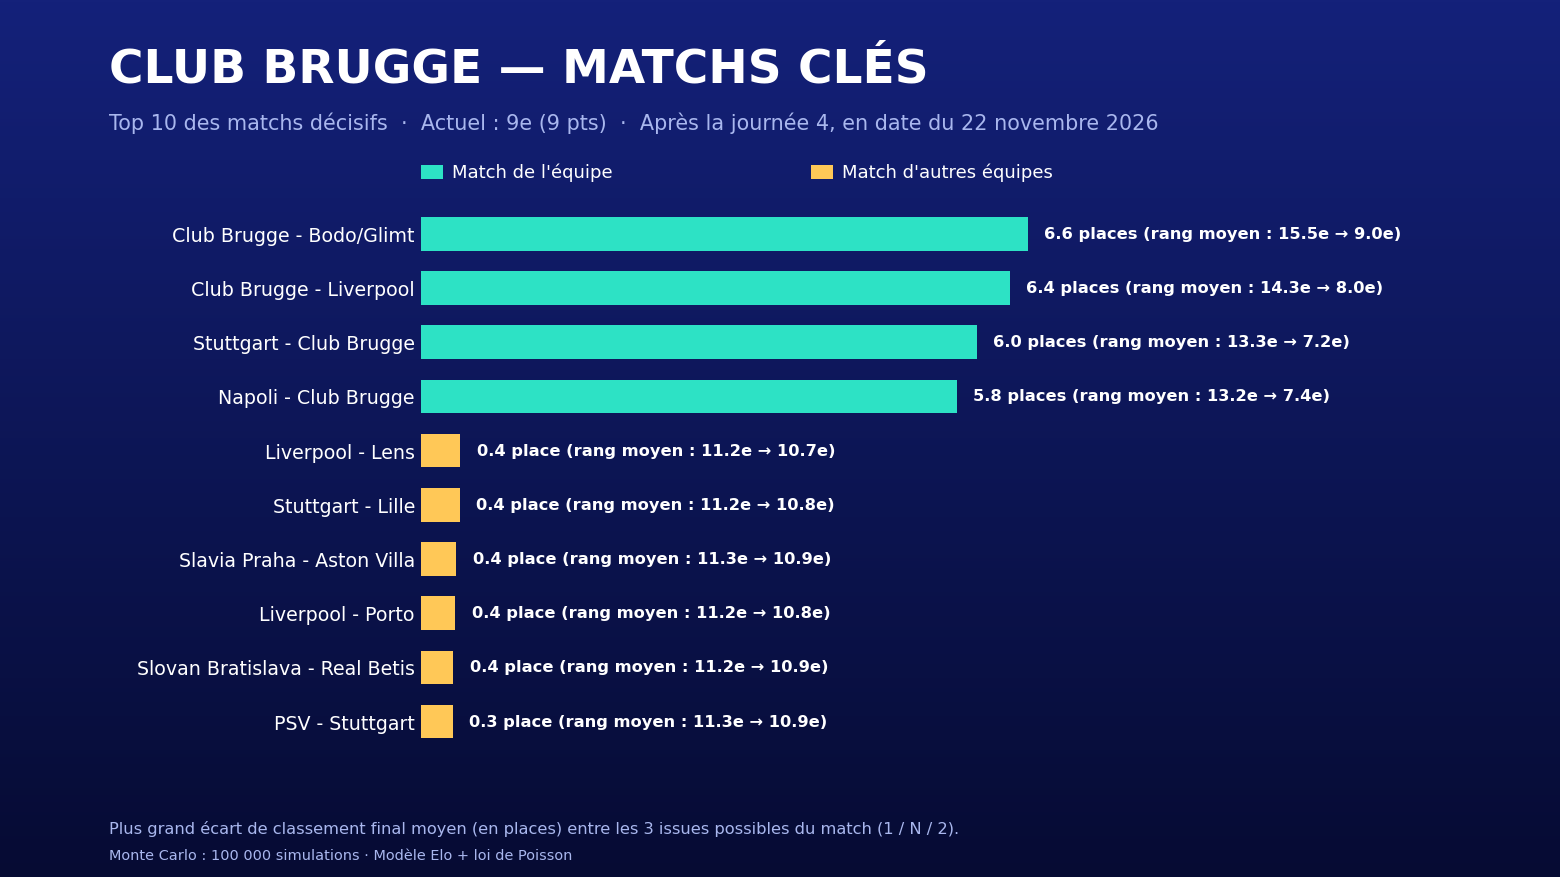 CLUB BRUGGE — MATCHS CLÉS
Top 10 des matchs décisifs · Actuel : 9e (9 pts) · Après la journée 4, en date du 22 novembre 2026
Match de l'équipe Match d'autres équipes
Club Brugge - Bodo/Glimt 6.6 places (rang moyen : 15.5e → 9.0e)
Club Brugge - Liverpool 6.4 places (rang moyen : 14.3e → 8.0e)
Stuttgart - Club Brugge 6.0 places (rang moyen : 13.3e → 7.2e)
Napoli - Club Brugge 5.8 places (rang moyen : 13.2e → 7.4e)
Liverpool - Lens 0.4 place (rang moyen : 11.2e → 10.7e)
Stuttgart - Lille 0.4 place (rang moyen : 11.2e → 10.8e)
Slavia Praha - Aston Villa 0.4 place (rang moyen : 11.3e → 10.9e)
Liverpool - Porto 0.4 place (rang moyen : 11.2e → 10.8e)
Slovan Bratislava - Real Betis 0.4 place (rang moyen : 11.2e → 10.9e)
PSV - Stuttgart 0.3 place (rang moyen : 11.3e → 10.9e)
Plus grand écart de classement final moyen (en places) entre les 3 issues possibles du match (1 / N / 2).
Monte Carlo : 100 000 simulations · Modèle Elo + loi de Poisson